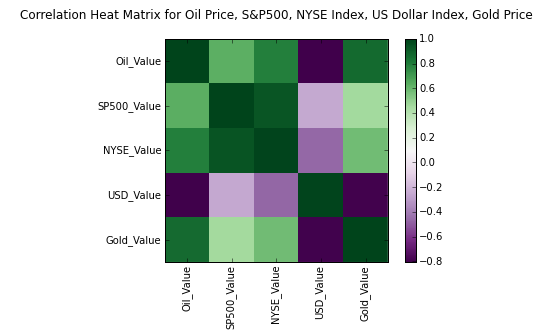 Correlation Heat Matrix for Oil Price, S&P500, NYSE Index, US Dollar Index, Gold Price
Oil_Value
SP500_Value
NYSE_Value
USD_Value
Gold_Value
Oil_Value
SP500_Value
NYSE_Value
USD_Value
Gold_Value
1.0
0.8
0.6
0.4
0.2
0.0
−0.2
−0.4
−0.6
−0.8